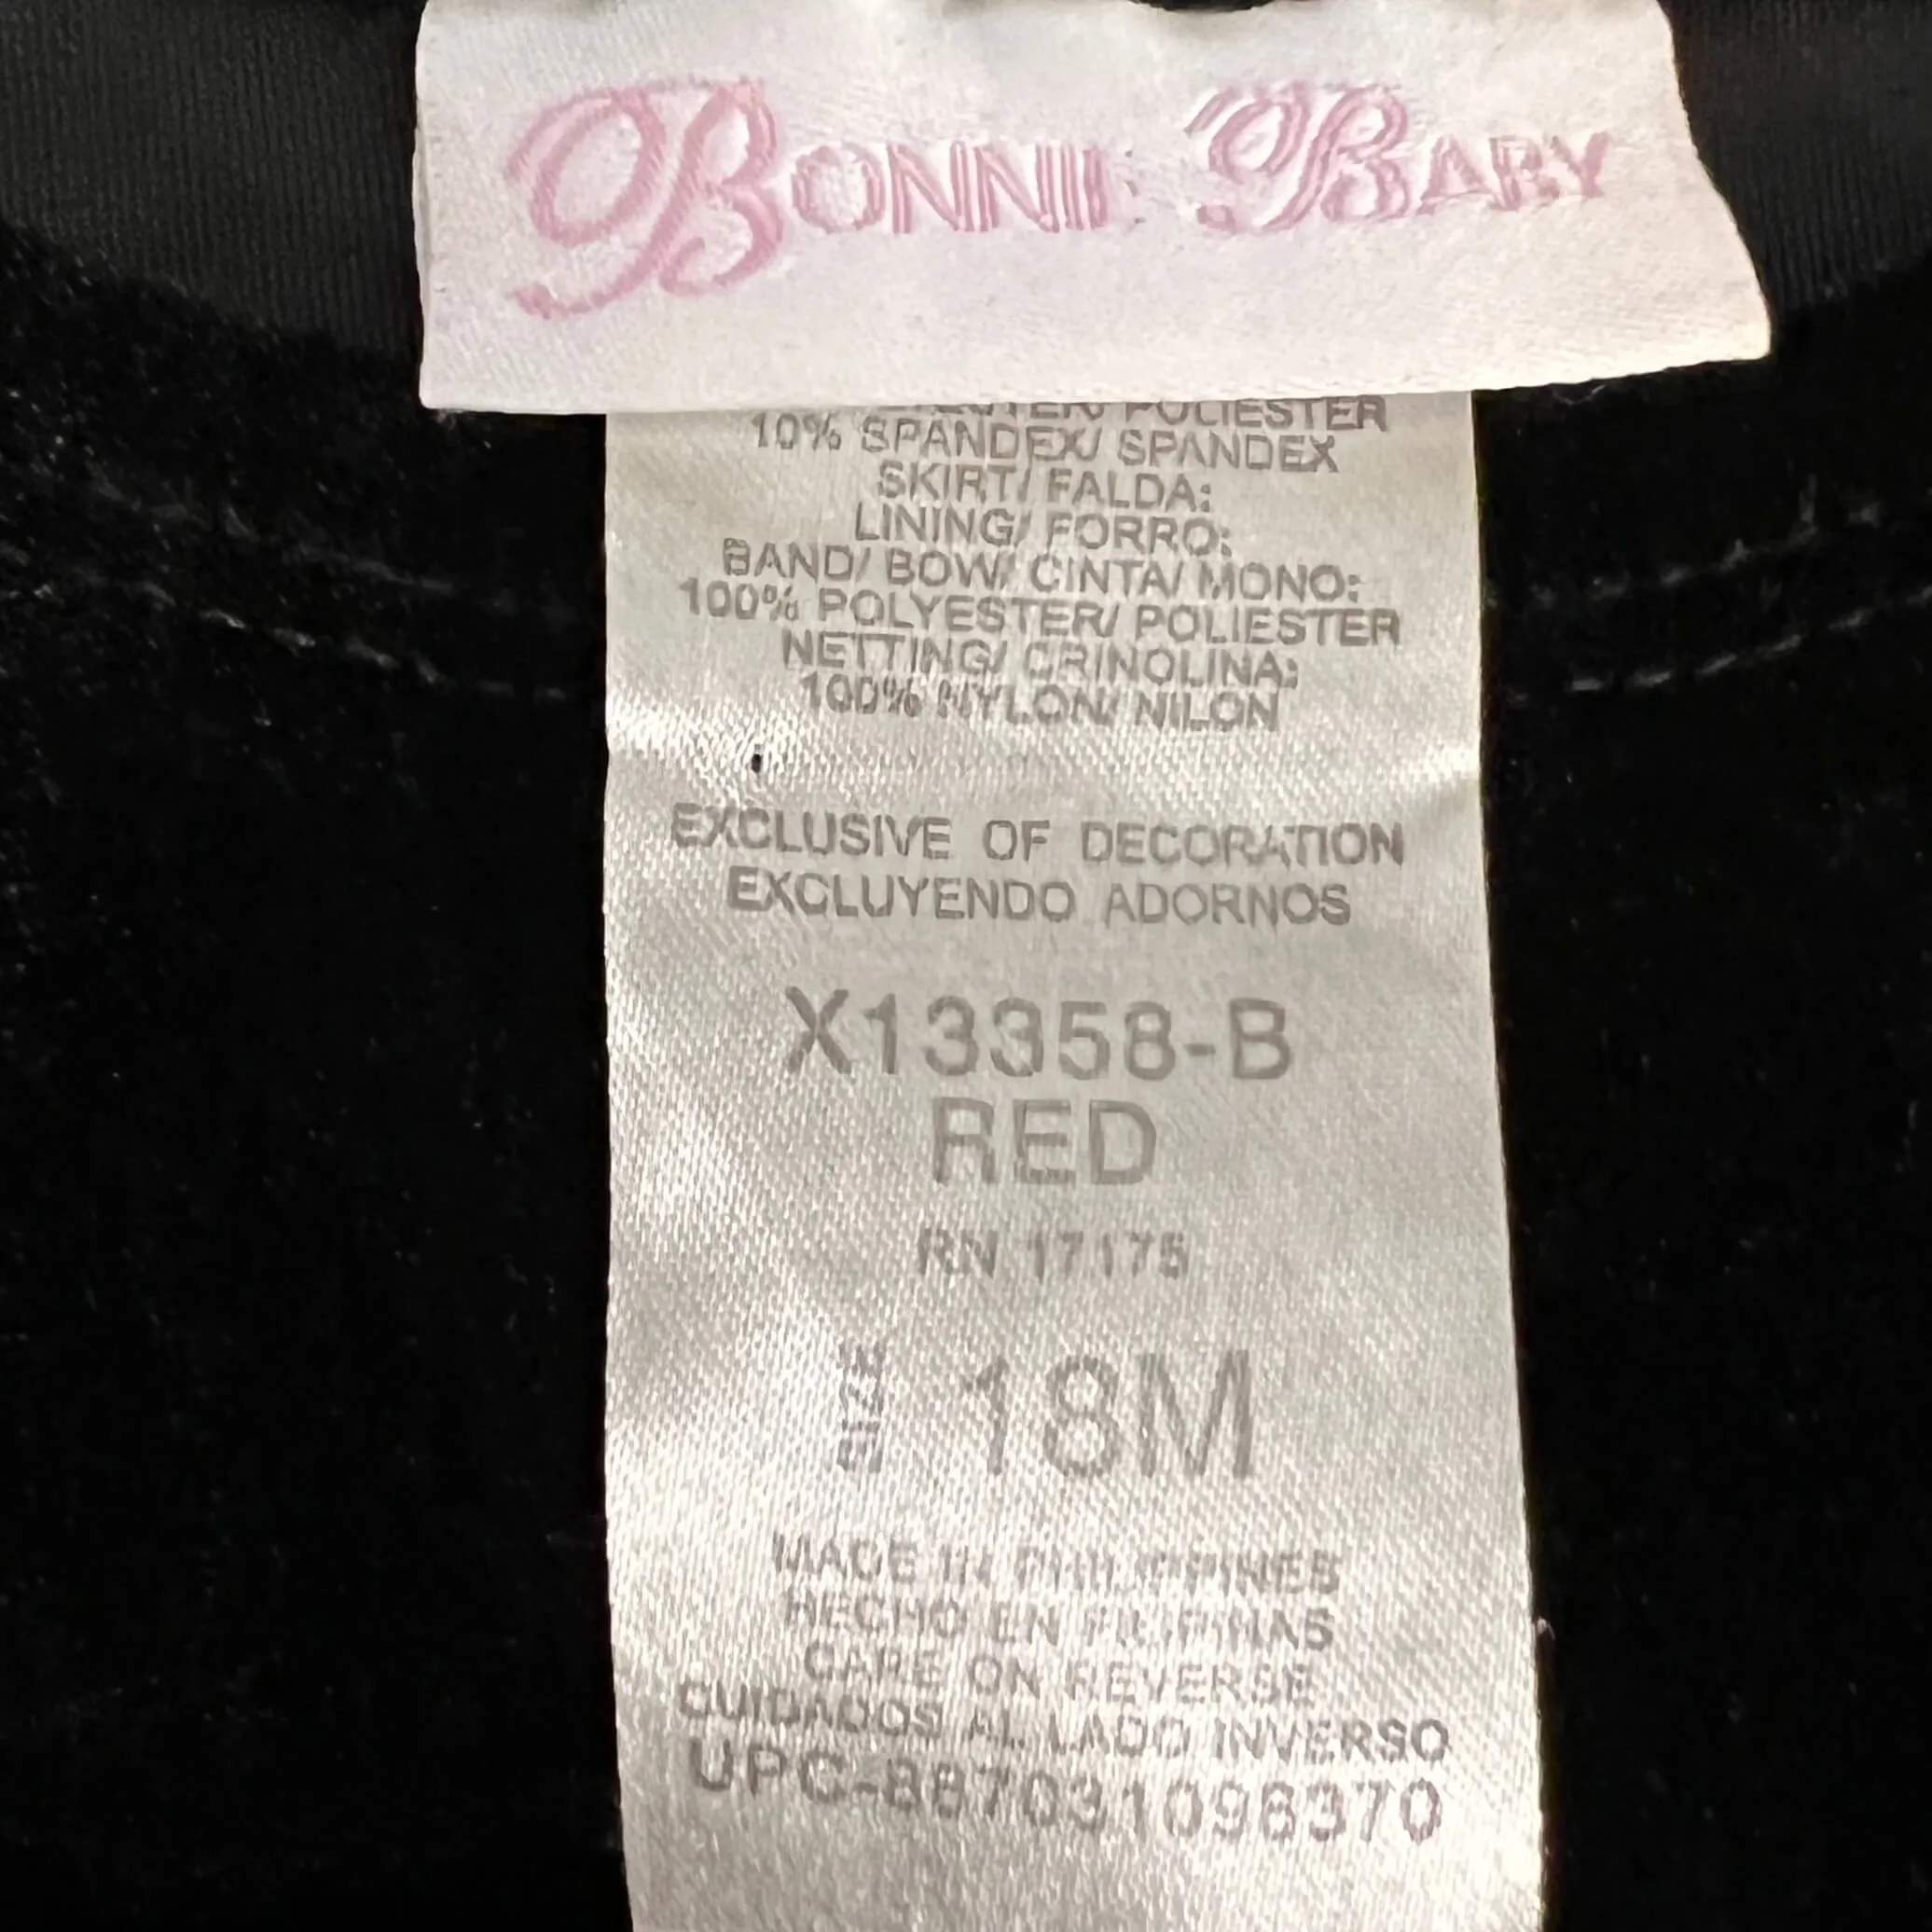 BONNIE BABY
POLIESTER
10% SPANDEX/ SPANDEX
SKIRT/ FALDA:
LINING/ FORRO:
BAND/ BOW/ CINTA/ MONO:
100% POLYESTER/ POLIESTER
NETTING/ CRINOLINA:
100% NYLON/ NILON
EXCLUSIVE OF DECORATION
EXCLUYENDO ADORNOS
X13358-B
RED
RN 17175
SIZE 18M
MADE IN PHILIPPINES
HECHO EN FILIPINAS
CARE ON REVERSE
CUIDADOS AL LADO INVERSO
UPC-887031096370